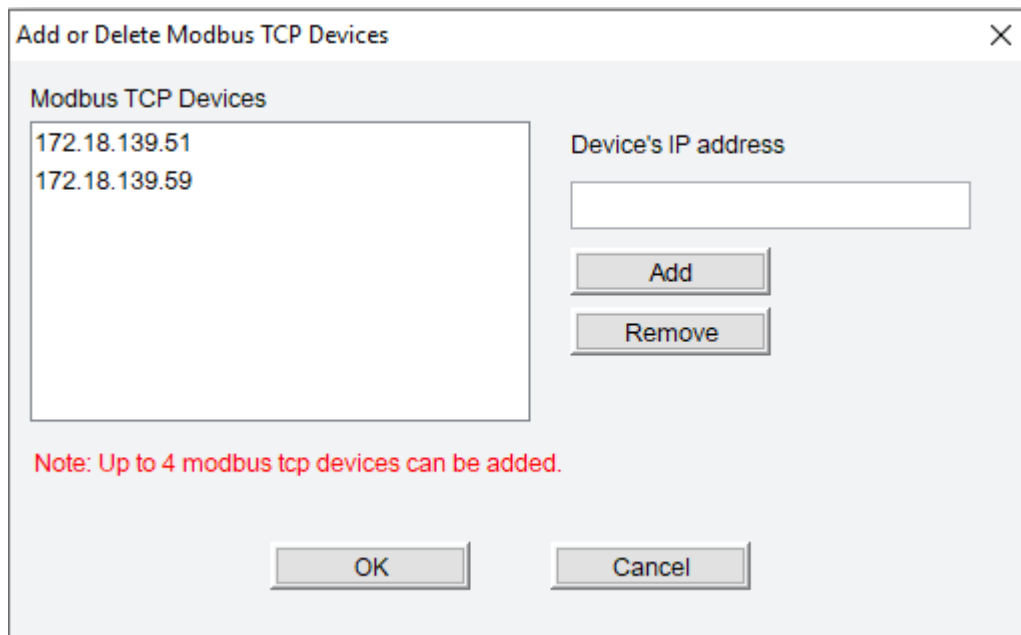 Add or Delete Modbus TCP Devices
Modbus TCP Devices
172.18.139.51
172.18.139.59
Device's IP address
Add
Remove
Note: Up to 4 modbus tcp devices can be added.
OK
Cancel